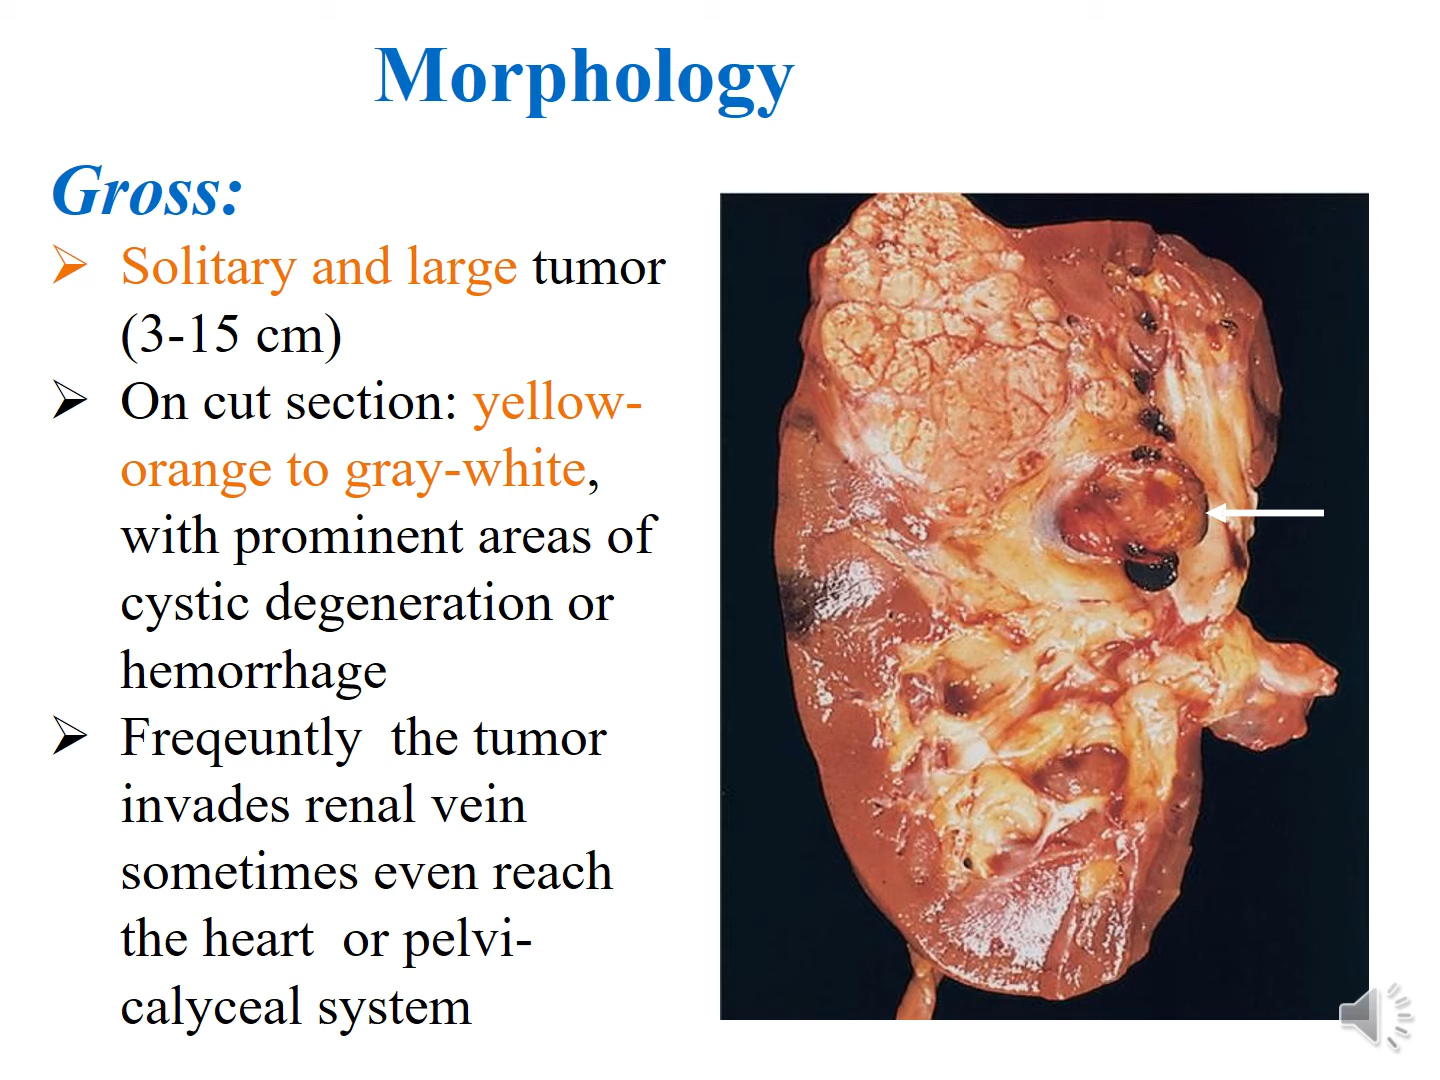 Morphology
Gross:
➢ Solitary and large tumor
(3-15 cm)
➢ On cut section: yellow-
orange to gray-white,
with prominent areas of
cystic degeneration or
hemorrhage
➢ Freqeuntly  the tumor
invades renal vein
sometimes even reach
the heart  or pelvi-
calyceal system